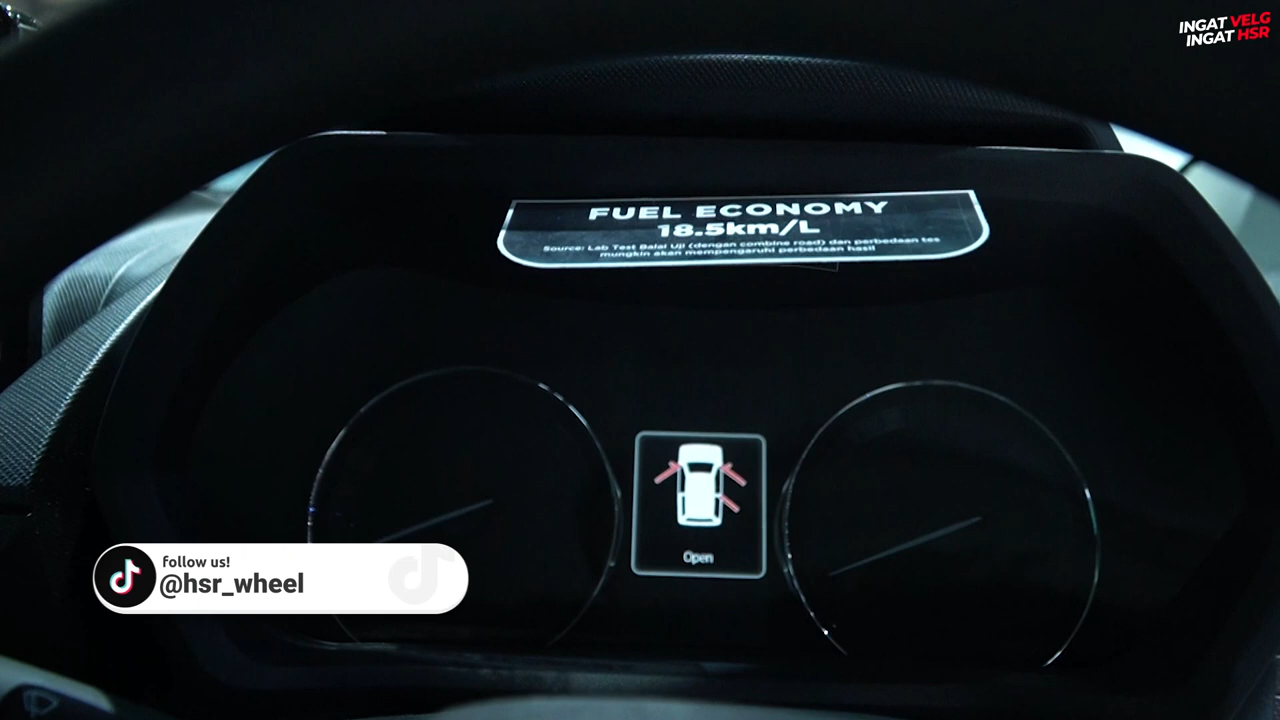 INGAT VELG
INGAT HSR
FUEL ECONOMY
18.5km/L
Source: Lab Test Balai Uji (dengan combine road) dan perbedaan tes
mungkin akan mempengaruhi perbedaan hasil
Open
follow us!
@hsr_wheel